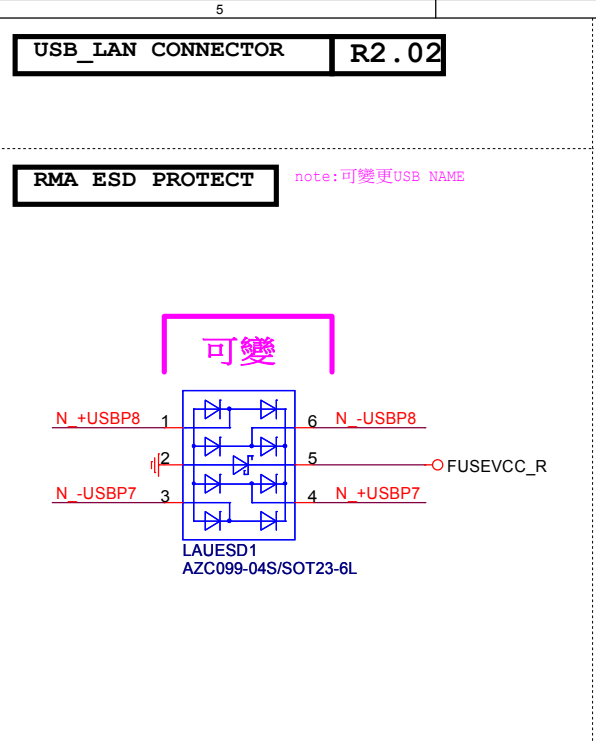 5
USB_LAN CONNECTOR R2.02
RMA ESD PROTECT note:可變更USB NAME
可變
N_+USBP8 1 6 N_-USBP8
2 5 FUSEVCC_R
N_-USBP7 3 4 N_+USBP7
LAUESD1
AZC099-04S/SOT23-6L